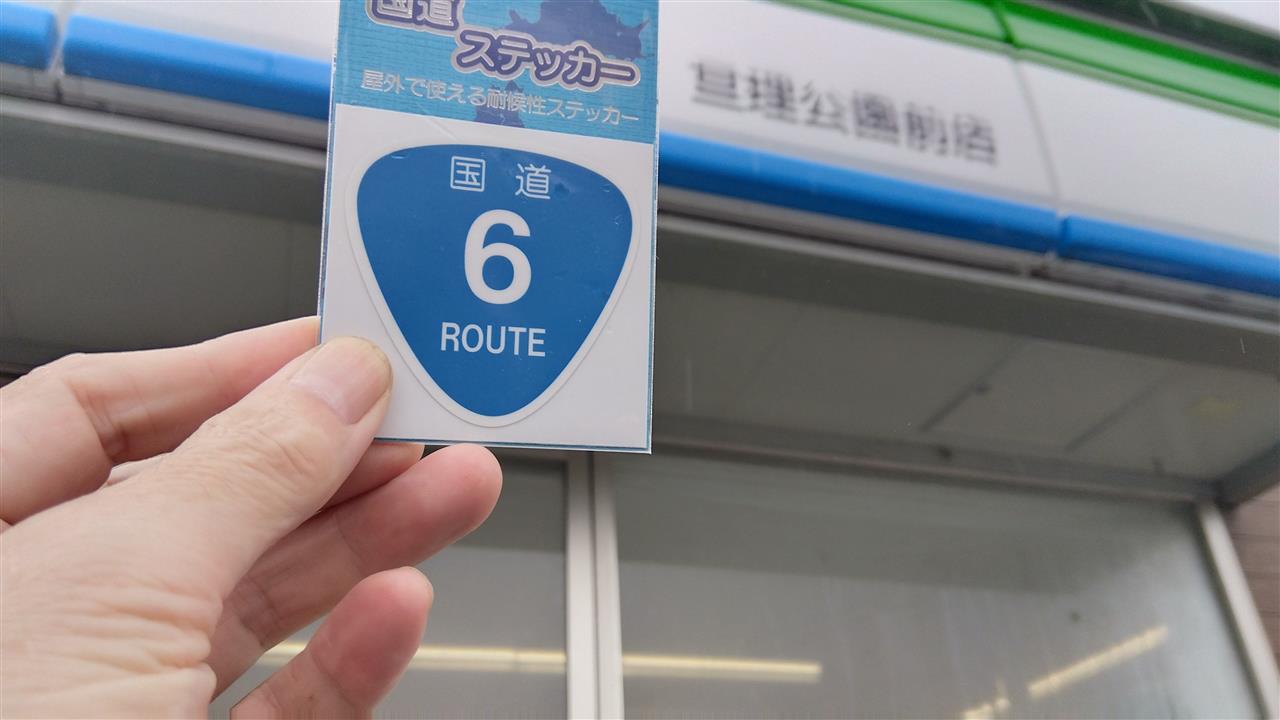 国道
ステッカー
屋外で使える耐候性ステッカー
国道
6
ROUTE
亘理公園前店